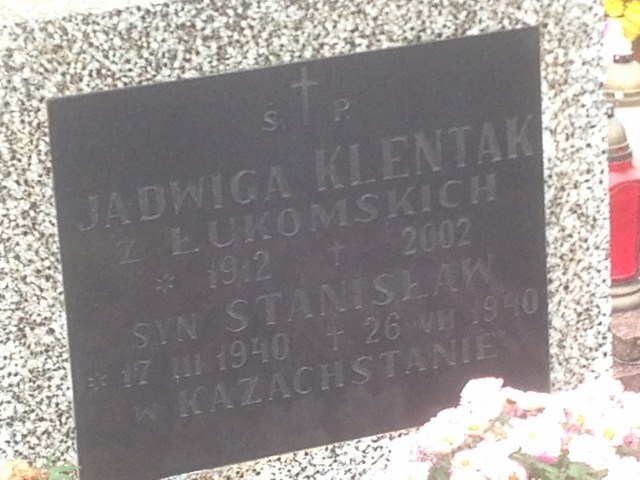 Ś. † P.
JADWIGA KLENTAK
Z ŁUKOMSKICH
* 1912 † 2002
SYN STANISŁAW
* 17 III 1940 † 26 VII 1940
W KAZACHSTANIE